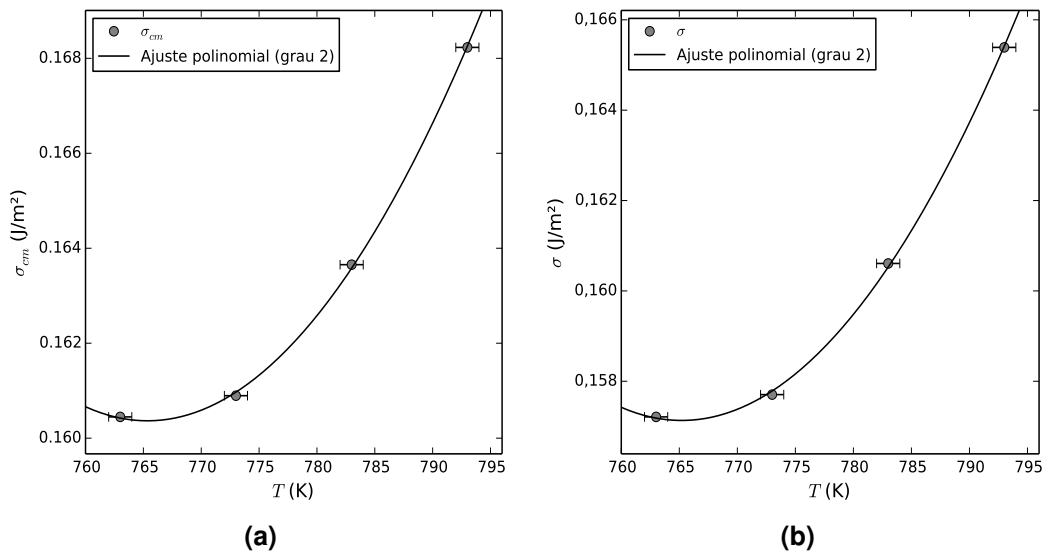 σcm
Ajuste polinomial (grau 2)
0.168
0.166
0.164
0.162
0.160
σcm (J/m²)
760 765 770 775 780 785 790 795
T (K)
(a)
σ
Ajuste polinomial (grau 2)
0,166
0,164
0,162
0,160
0,158
σ (J/m²)
760 765 770 775 780 785 790 795
T (K)
(b)